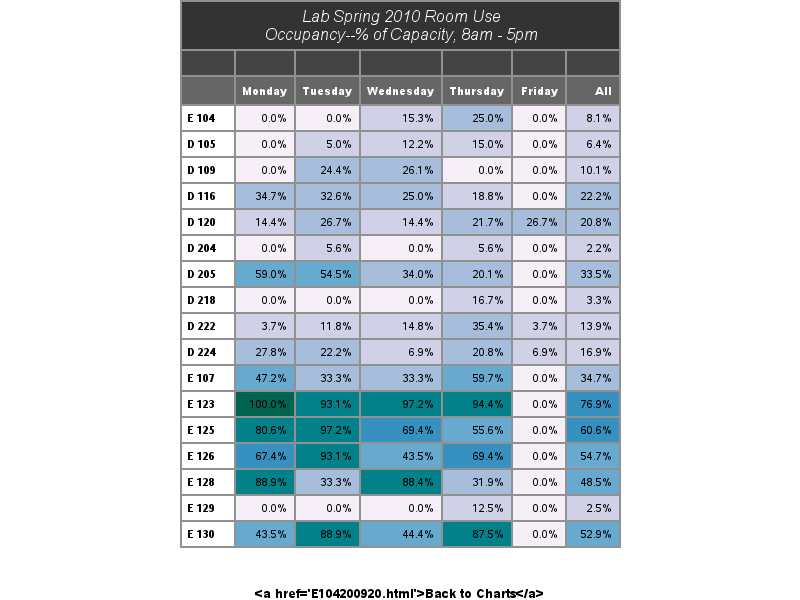 Lab Spring 2010 Room Use
Occupancy--% of Capacity, 8am - 5pm
Monday Tuesday Wednesday Thursday Friday All
E 104 0.0% 0.0% 15.3% 25.0% 0.0% 8.1%
D 105 0.0% 5.0% 12.2% 15.0% 0.0% 6.4%
D 109 0.0% 24.4% 26.1% 0.0% 0.0% 10.1%
D 116 34.7% 32.6% 25.0% 18.8% 0.0% 22.2%
D 120 14.4% 26.7% 14.4% 21.7% 26.7% 20.8%
D 204 0.0% 5.6% 0.0% 5.6% 0.0% 2.2%
D 205 59.0% 54.5% 34.0% 20.1% 0.0% 33.5%
D 218 0.0% 0.0% 0.0% 16.7% 0.0% 3.3%
D 222 3.7% 11.8% 14.8% 35.4% 3.7% 13.9%
D 224 27.8% 22.2% 6.9% 20.8% 6.9% 16.9%
E 107 47.2% 33.3% 33.3% 59.7% 0.0% 34.7%
E 123 100.0% 93.1% 97.2% 94.4% 0.0% 76.9%
E 125 80.6% 97.2% 69.4% 55.6% 0.0% 60.6%
E 126 67.4% 93.1% 43.5% 69.4% 0.0% 54.7%
E 128 88.9% 33.3% 88.4% 31.9% 0.0% 48.5%
E 129 0.0% 0.0% 0.0% 12.5% 0.0% 2.5%
E 130 43.5% 88.9% 44.4% 87.5% 0.0% 52.9%
<a href='E104200920.html'>Back to Charts</a>